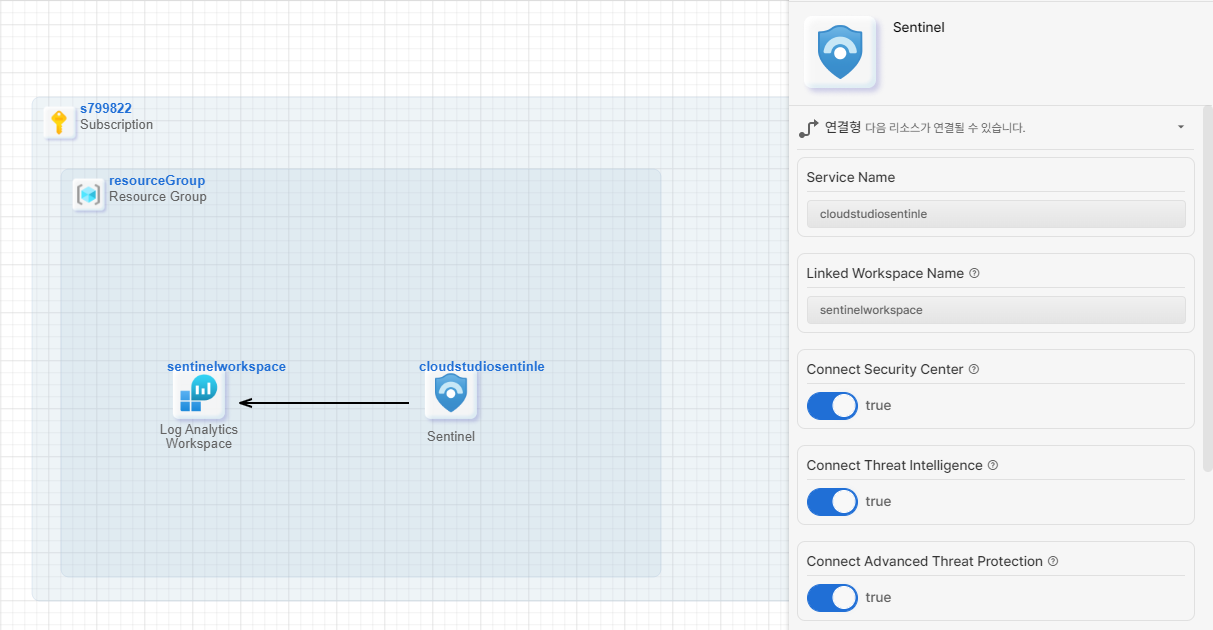 s799822
Subscription
resourceGroup
Resource Group
sentinelworkspace
Log Analytics
Workspace
cloudstudiosentinle
Sentinel
Sentinel
연결형 다음 리소스가 연결될 수 있습니다.
Service Name
cloudstudiosentinle
Linked Workspace Name
sentinelworkspace
Connect Security Center
true
Connect Threat Intelligence
true
Connect Advanced Threat Protection
true